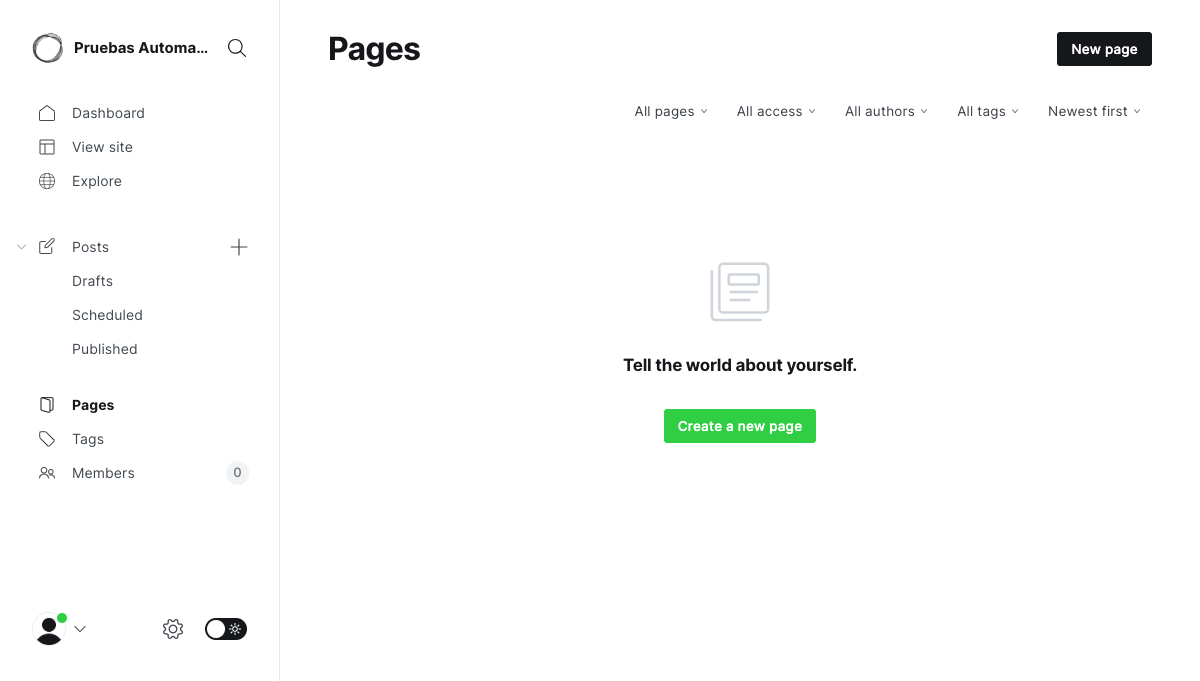 Pruebas Automa...
Dashboard
View site
Explore
Posts
Drafts
Scheduled
Published
Pages
Tags
Members
0
Pages
New page
All pages
All access
All authors
All tags
Newest first
Tell the world about yourself.
Create a new page